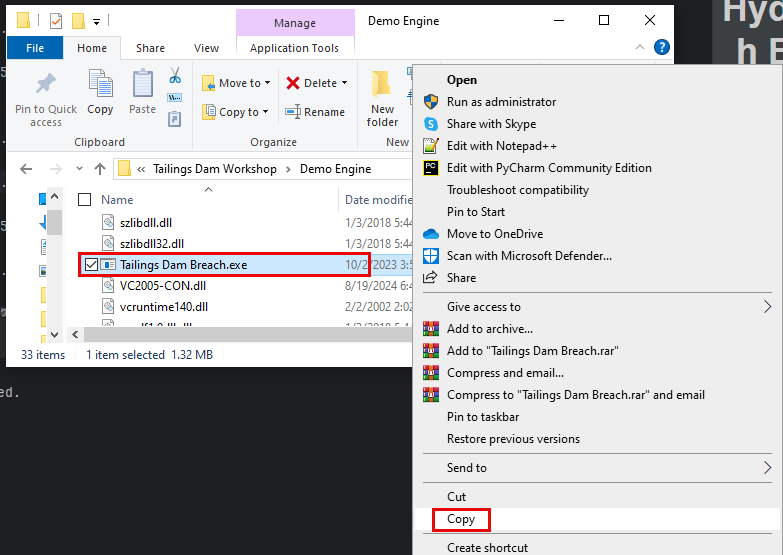 Manage
Demo Engine
File
Home
Share
View
Application Tools
Pin to Quick access
Copy
Paste
Move to
Copy to
Delete
Rename
New folder
Clipboard
Organize
New
« Tailings Dam Workshop > Demo Engine
Name
Date modifie
szlibdll.dll 1/3/2018 5:44
szlibdll32.dll 1/3/2018 5:44
Tailings Dam Breach.exe 10/2/2023 3:5
VC2005-CON.dll 8/19/2024 6:4
vcruntime140.dll 2/2/2002 2:02
33 items 1 item selected 1.32 MB
ed.
Hyd
h E
Open
Run as administrator
Share with Skype
Edit with Notepad++
Edit with PyCharm Community Edition
Troubleshoot compatibility
Pin to Start
Move to OneDrive
Scan with Microsoft Defender...
Share
Give access to
Add to archive...
Add to "Tailings Dam Breach.rar"
Compress and email...
Compress to "Tailings Dam Breach.rar" and email
Pin to taskbar
Restore previous versions
Send to
Cut
Copy
Create shortcut